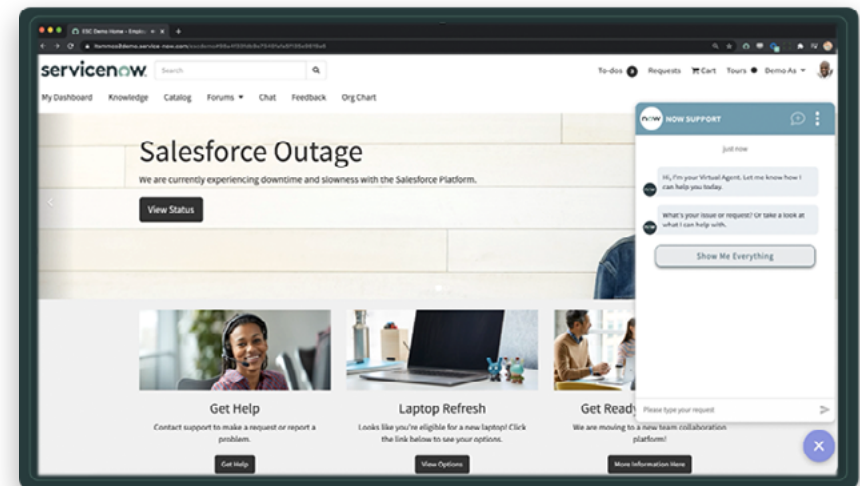 ESC Demo Home - Employ
servicenow
Search
To-dos
Requests
Cart
Tours
Demo As
My Dashboard
Knowledge
Catalog
Forums
Chat
Feedback
Org Chart
Salesforce Outage
We are currently experiencing downtime and slowness with the Salesforce Platform.
View Status
now NOW SUPPORT
just now
Hi, I'm your Virtual Agent. Let me know how I
can help you today.
now
What's your issue or request? Or take a look at
what I can help with.
now
Show Me Everything
Please type your request
Get Help
Contact support to make a request or report a
problem.
Get Help
Laptop Refresh
Looks like you're eligible for a new laptop! Click
the link below to see your options.
View Options
Get Ready
We are moving to a new team collaboration
platform!
More Information Here